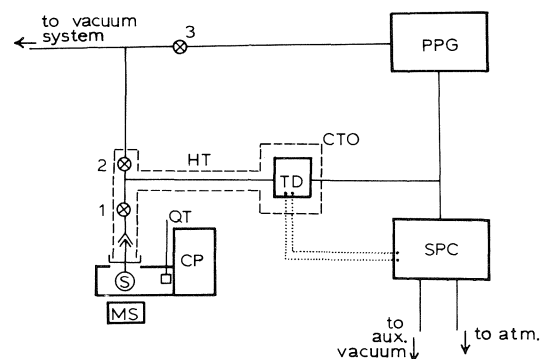 to vacuum
system
3
PPG
CTO
HT
2
TD
1
QT
SPC
CP
S
MS
to
aux.
vacuum
to atm.